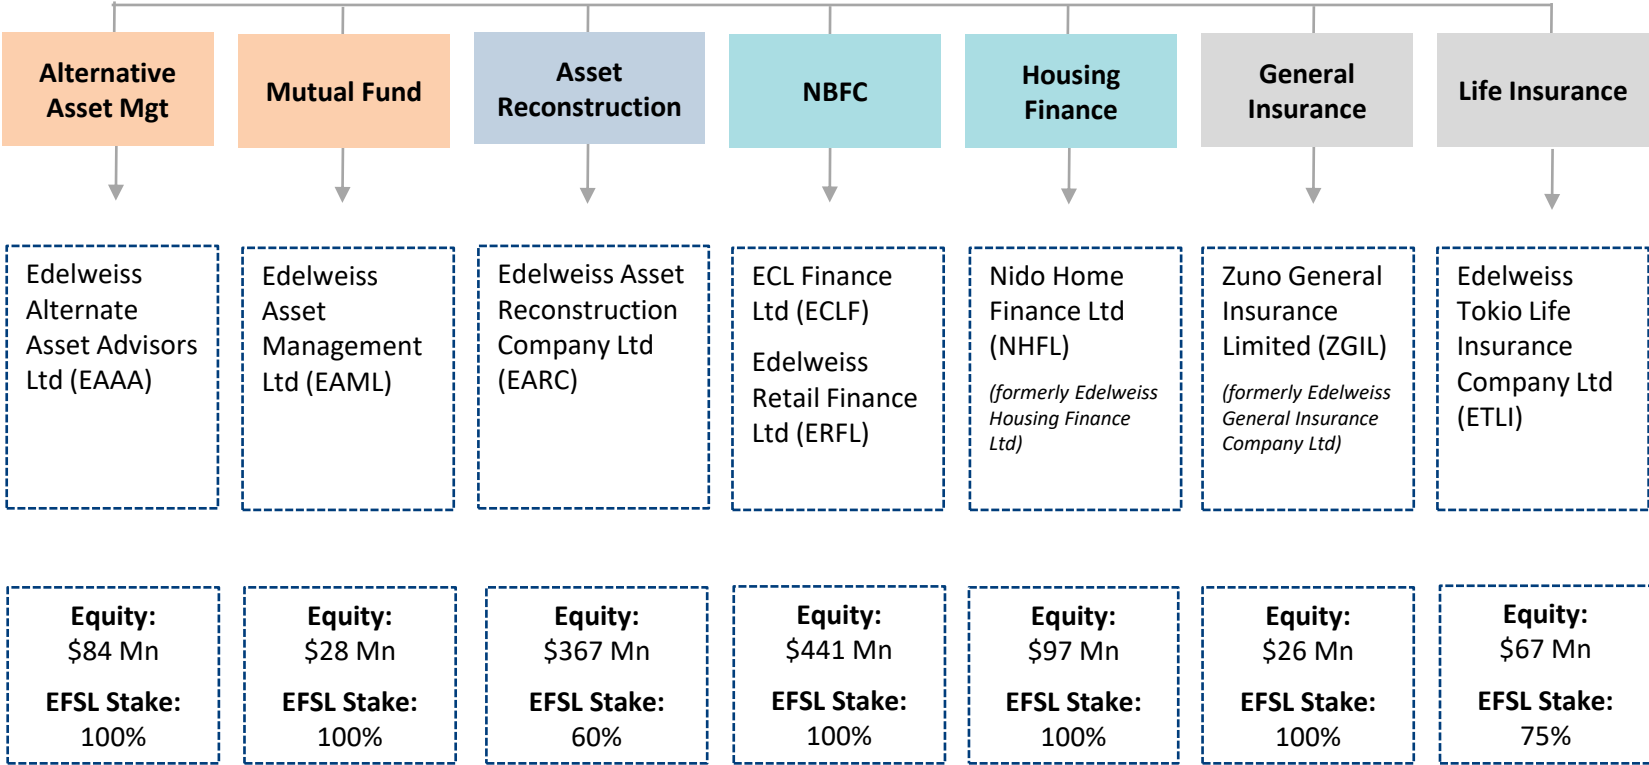 Alternative
Asset Mgt
Mutual Fund
Asset
Reconstruction
NBFC
Housing
Finance
General
Insurance
Life Insurance
Edelweiss
Alternate
Asset Advisors
Ltd (EAAA)
Edelweiss
Asset
Management
Ltd (EAML)
Edelweiss Asset
Reconstruction
Company Ltd
(EARC)
ECL Finance
Ltd (ECLF)
Edelweiss
Retail Finance
Ltd (ERFL)
Nido Home
Finance Ltd
(NHFL)
(formerly Edelweiss
Housing Finance
Ltd)
Zuno General
Insurance
Limited (ZGIL)
(formerly Edelweiss
General Insurance
Company Ltd)
Edelweiss
Tokio Life
Insurance
Company Ltd
(ETLI)
Equity:
$84 Mn
EFSL Stake:
100%
Equity:
$28 Mn
EFSL Stake:
100%
Equity:
$367 Mn
EFSL Stake:
60%
Equity:
$441 Mn
EFSL Stake:
100%
Equity:
$97 Mn
EFSL Stake:
100%
Equity:
$26 Mn
EFSL Stake:
100%
Equity:
$67 Mn
EFSL Stake:
75%